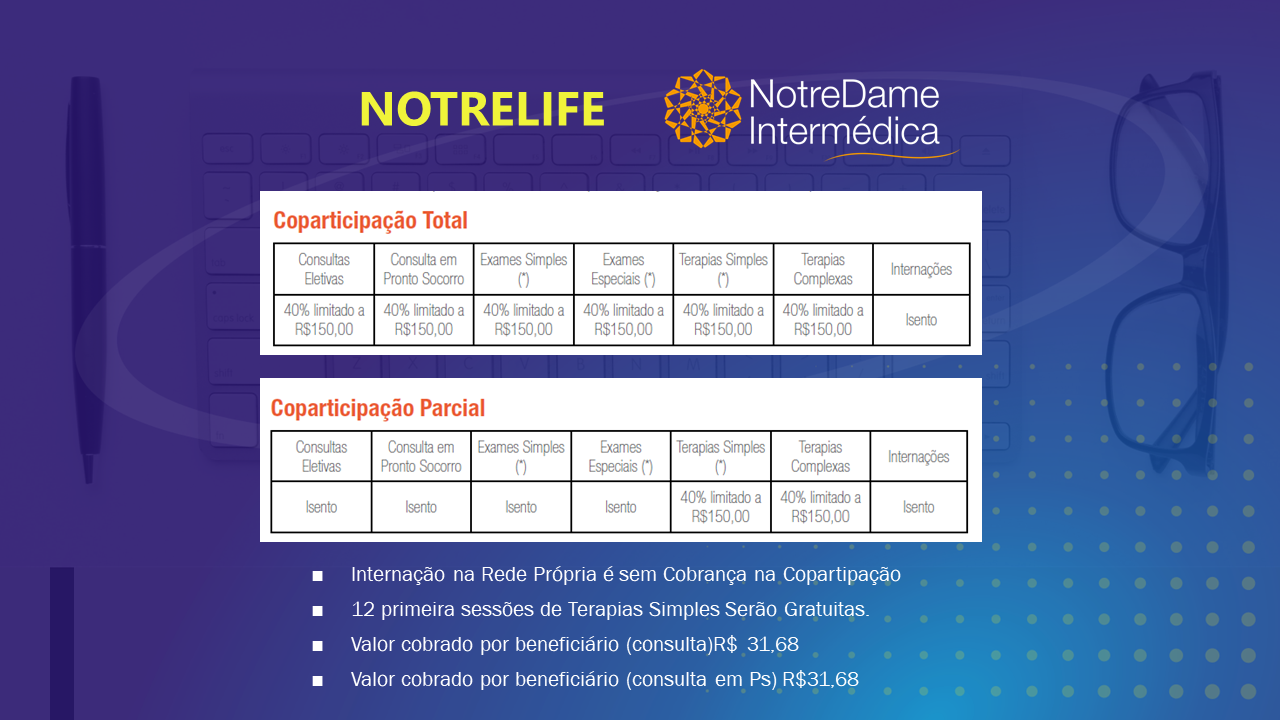 NOTRELIFE
NotreDame
Intermédica
Coparticipação Total
Consultas Eletivas | Consulta em Pronto Socorro | Exames Simples (*) | Exames Especiais (*) | Terapias Simples (*) | Terapias Complexas | Internações
40% limitado a R$150,00 | 40% limitado a R$150,00 | 40% limitado a R$150,00 | 40% limitado a R$150,00 | 40% limitado a R$150,00 | 40% limitado a R$150,00 | Isento
Coparticipação Parcial
Consultas Eletivas | Consulta em Pronto Socorro | Exames Simples (*) | Exames Especiais (*) | Terapias Simples (*) | Terapias Complexas | Internações
Isento | Isento | Isento | Isento | 40% limitado a R$150,00 | 40% limitado a R$150,00 | Isento
■ Internação na Rede Própria é sem Cobrança na Copartipação
■ 12 primeira sessões de Terapias Simples Serão Gratuitas.
■ Valor cobrado por beneficiário (consulta)R$ 31,68
■ Valor cobrado por beneficiário (consulta em Ps) R$31,68